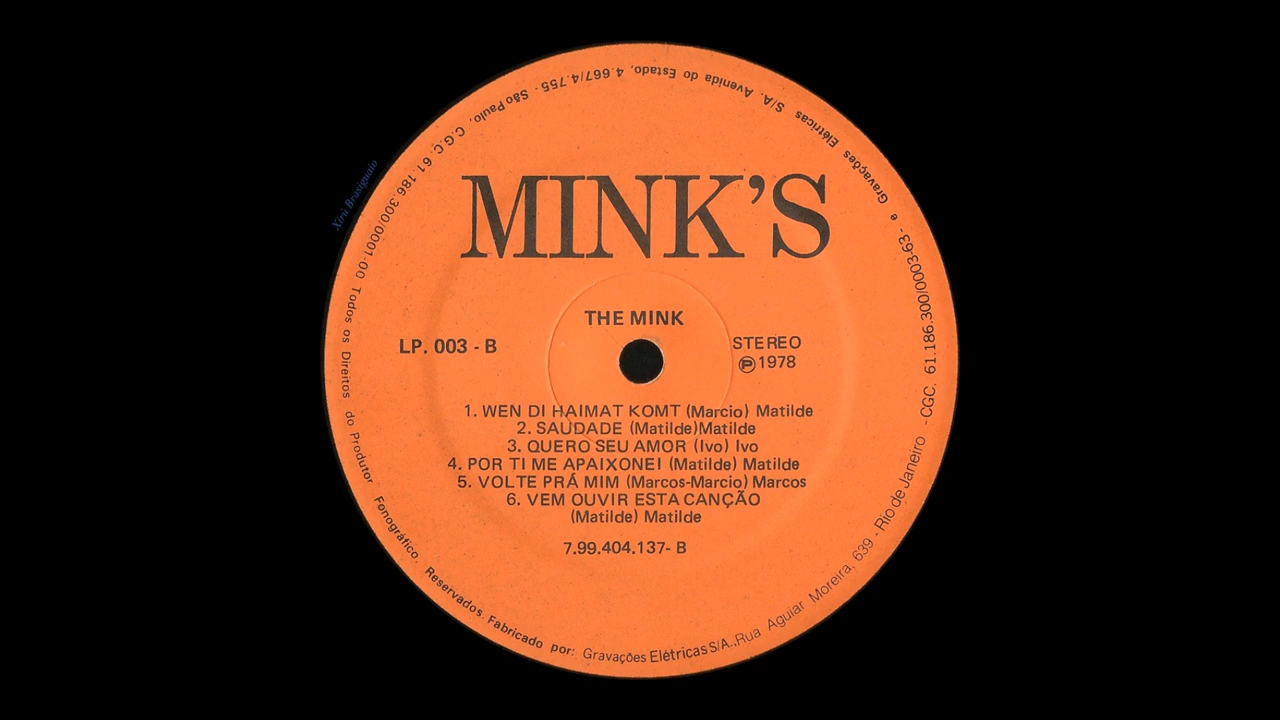 MINK'S
THE MINK
LP. 003 - B
STEREO
Ⓟ 1978
1. WEN DI HAIMAT KOMT (Marcio) Matilde
2. SAUDADE (Matilde)Matilde
3. QUERO SEU AMOR (Ivo) Ivo
4. POR TI ME APAIXONEI (Matilde) Matilde
5. VOLTE PRÁ MIM (Marcos-Marcio) Marcos
6. VEM OUVIR ESTA CANÇÃO
(Matilde) Matilde
7.99.404.137- B
Todos os Direitos do Produtor Fonográfico Reservados. Fabricado por: Gravações Elétricas S/A.,Rua Aguiar Moreira, 639 - Rio de Janeiro -CGC. 61.186.300/0003-63- e Gravações Elétricas S/A. Avenida do Estado, 4.667/4.755 - São Paulo, C.G.C. 61.186.300/0001-00
Xirú Brasiguaio